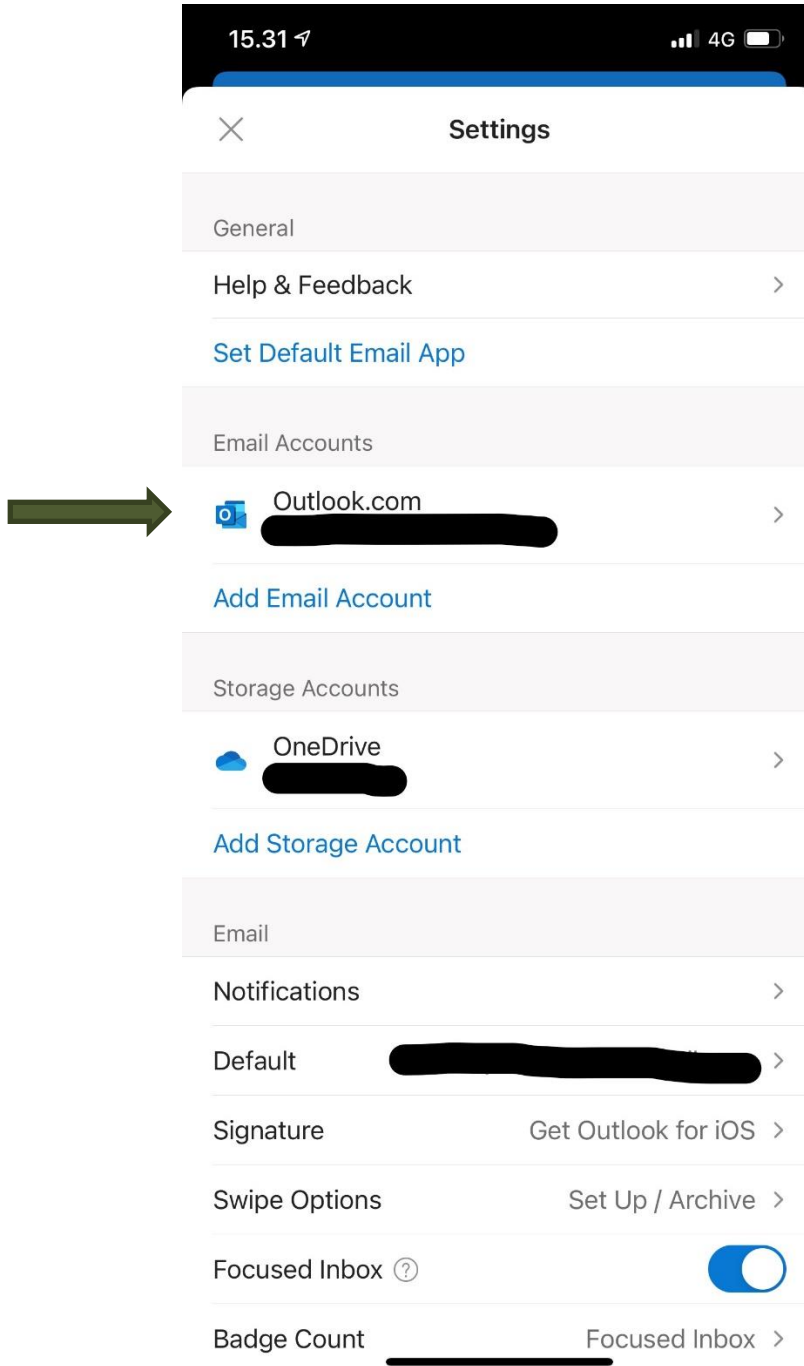 15.31
4G
Settings
General
Help & Feedback
Set Default Email App
Email Accounts
Outlook.com
Add Email Account
Storage Accounts
OneDrive
Add Storage Account
Email
Notifications
Default
Signature Get Outlook for iOS
Swipe Options Set Up / Archive
Focused Inbox ?
Badge Count Focused Inbox